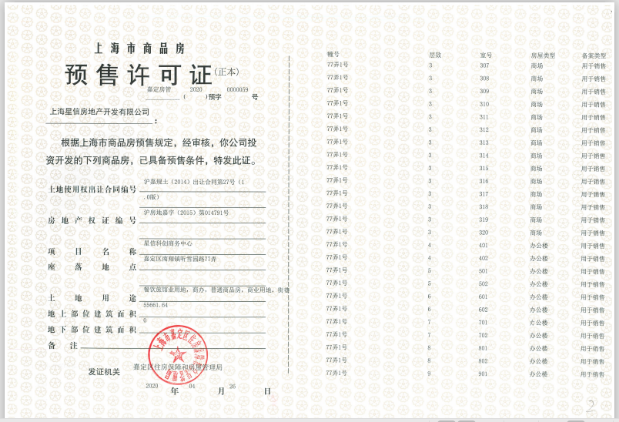 上海市商品房
预售许可证(正本)
嘉定房管 2020 0000059
( )预字 号
上海星信房地产开发有限公司
:
根据上海市商品房预售规定，经审核，你公司投
资开发的下列商品房，已具备预售条件，特发此证。
土地使用权出让合同编号 沪嘉规土（2014）出让合同第27号（1
.0版）
房地产权证编号 沪房地嘉字（2015）第014781号
项目名称 星信科创商务中心
座落地点 嘉定区南翔镇昕翼园路77弄
土地用途 餐饮旅馆业用地，商办，普通商品房，商业用地，街坊
地上部位建筑面积 55661.64
地下部位建筑面积 0
备注
发证机关 嘉定区住房保障和房屋管理局
2020 年 04 月 26 日
幢号 层数 室号 房屋类型 备案类型
77弄1号 3 307 商场 用于销售
77弄1号 3 308 商场 用于销售
77弄1号 3 309 商场 用于销售
77弄1号 3 310 商场 用于销售
77弄1号 3 311 商场 用于销售
77弄1号 3 312 商场 用于销售
77弄1号 3 313 商场 用于销售
77弄1号 3 314 商场 用于销售
77弄1号 3 315 商场 用于销售
77弄1号 3 316 商场 用于销售
77弄1号 3 317 商场 用于销售
77弄1号 3 318 商场 用于销售
77弄1号 3 319 商场 用于销售
77弄1号 3 320 商场 用于销售
77弄1号 4 401 办公楼 用于销售
77弄1号 4 402 办公楼 用于销售
77弄1号 5 501 办公楼 用于销售
77弄1号 5 502 办公楼 用于销售
77弄1号 6 601 办公楼 用于销售
77弄1号 6 602 办公楼 用于销售
77弄1号 7 701 办公楼 用于销售
77弄1号 7 702 办公楼 用于销售
77弄1号 8 801 办公楼 用于销售
77弄1号 8 802 办公楼 用于销售
77弄1号 9 901 办公楼 用于销售
2